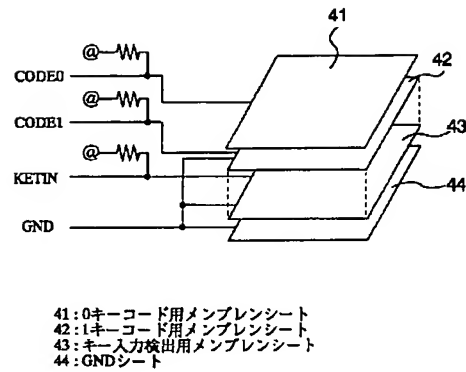 41
@
42
CODE0
@
CODE1
43
@
KETIN
44
GND
41:0キーコード用メンブレンシート
42:1キーコード用メンブレンシート
43:キー入力検出用メンブレンシート
44:GNDシート